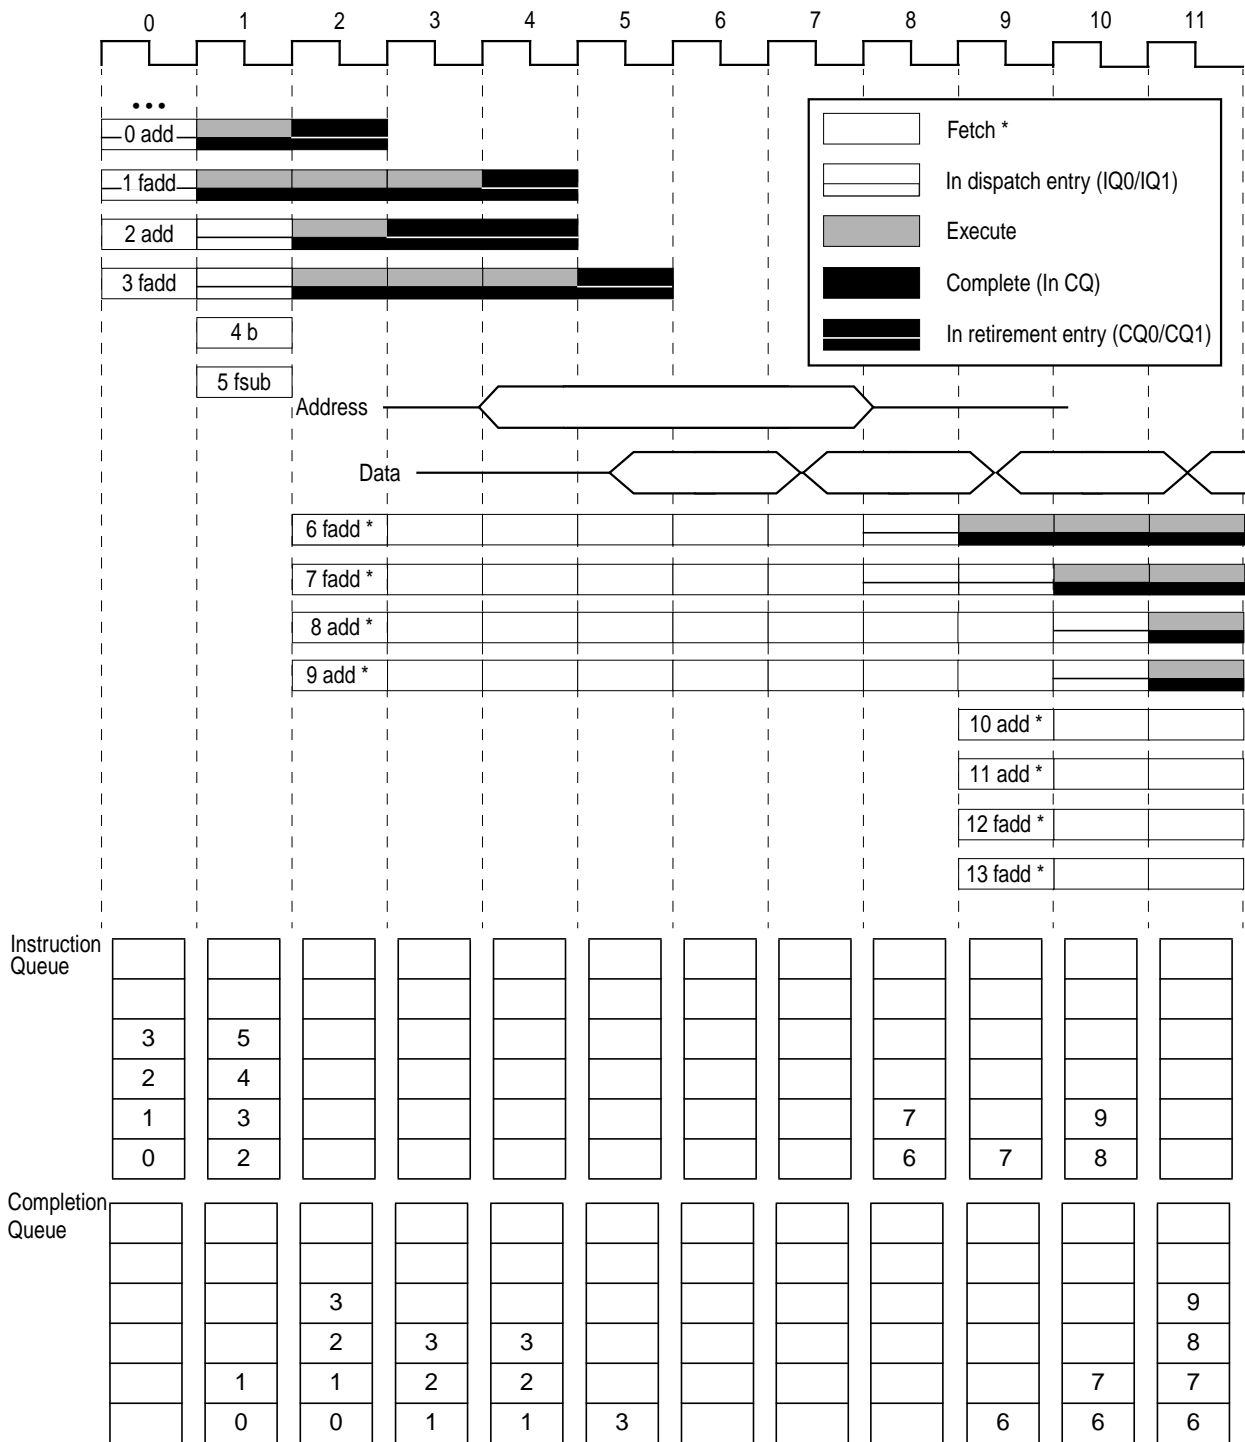 0 1 2 3 4 5 6 7 8 9 10 11
...
0 add
Fetch *
1 fadd
In dispatch entry (IQ0/IQ1)
2 add
Execute
3 fadd
Complete (In CQ)
4 b
In retirement entry (CQ0/CQ1)
5 fsub
Address
Data
6 fadd *
7 fadd *
8 add *
9 add *
10 add *
11 add *
12 fadd *
13 fadd *
Instruction
Queue
3 5
2 4
1 3 7 9
0 2 6 7 8
Completion
Queue
3 9
2 3 3 8
1 1 2 2 7 7
0 0 1 1 3 6 6 6